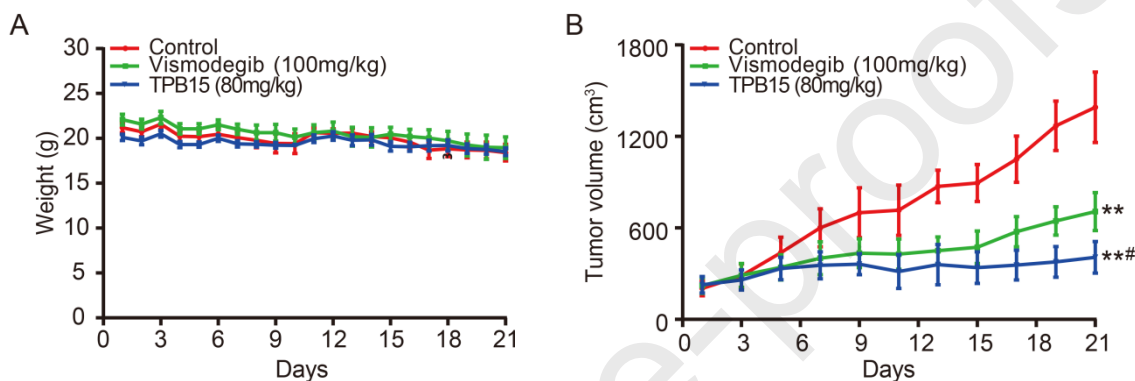 A
30
25
20
15
10
5
0
Weight (g)
Control
Vismodegib (100mg/kg)
TPB15 (80mg/kg)
0 3 6 9 12 15 18 21
Days
B
1800
1200
600
0
Tumor volume (cm³)
Control
Vismodegib (100mg/kg)
TPB15 (80mg/kg)
**
**#
0 3 6 9 12 15 18 21
Days
e-proofs